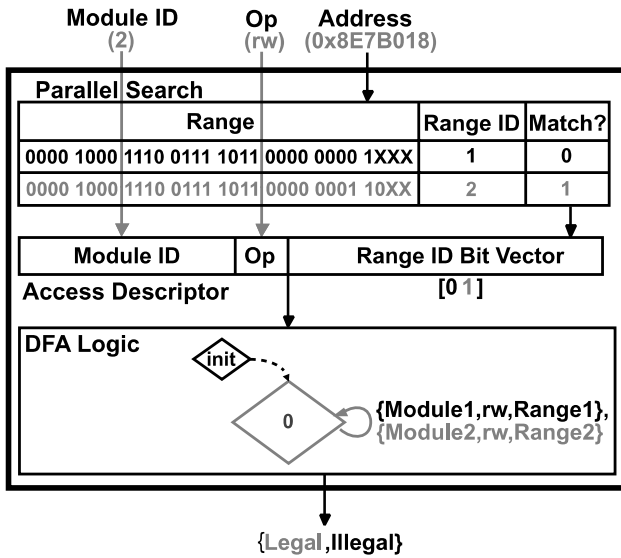 Module ID Op Address
(2) (rw) (0x8E7B018)
Parallel Search
Range Range ID Match?
0000 1000 1110 0111 1011 0000 0000 1XXX 1 0
0000 1000 1110 0111 1011 0000 0001 10XX 2 1
Module ID Op Range ID Bit Vector
Access Descriptor [0 1]
DFA Logic
init
0
{Module1,rw,Range1},
{Module2,rw,Range2}
{Legal,Illegal}